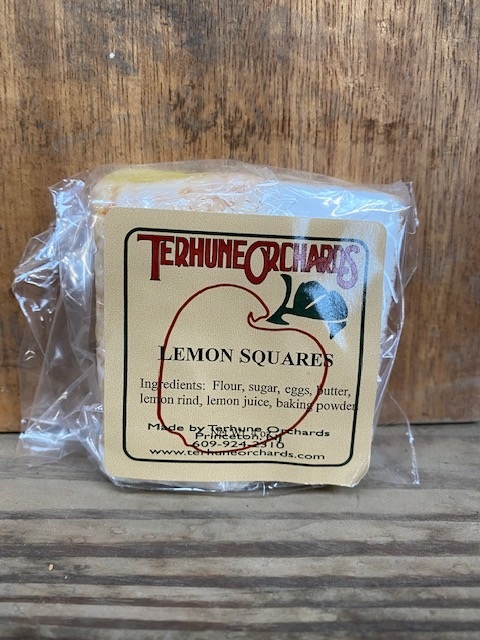 TERHUNE ORCHARDS
LEMON SQUARES
Ingredients: Flour, sugar, eggs, butter,
lemon rind, lemon juice, baking powder
Made by Terhune Orchards
Princeton, NJ
609-924-2310
www.terhuneorchards.com